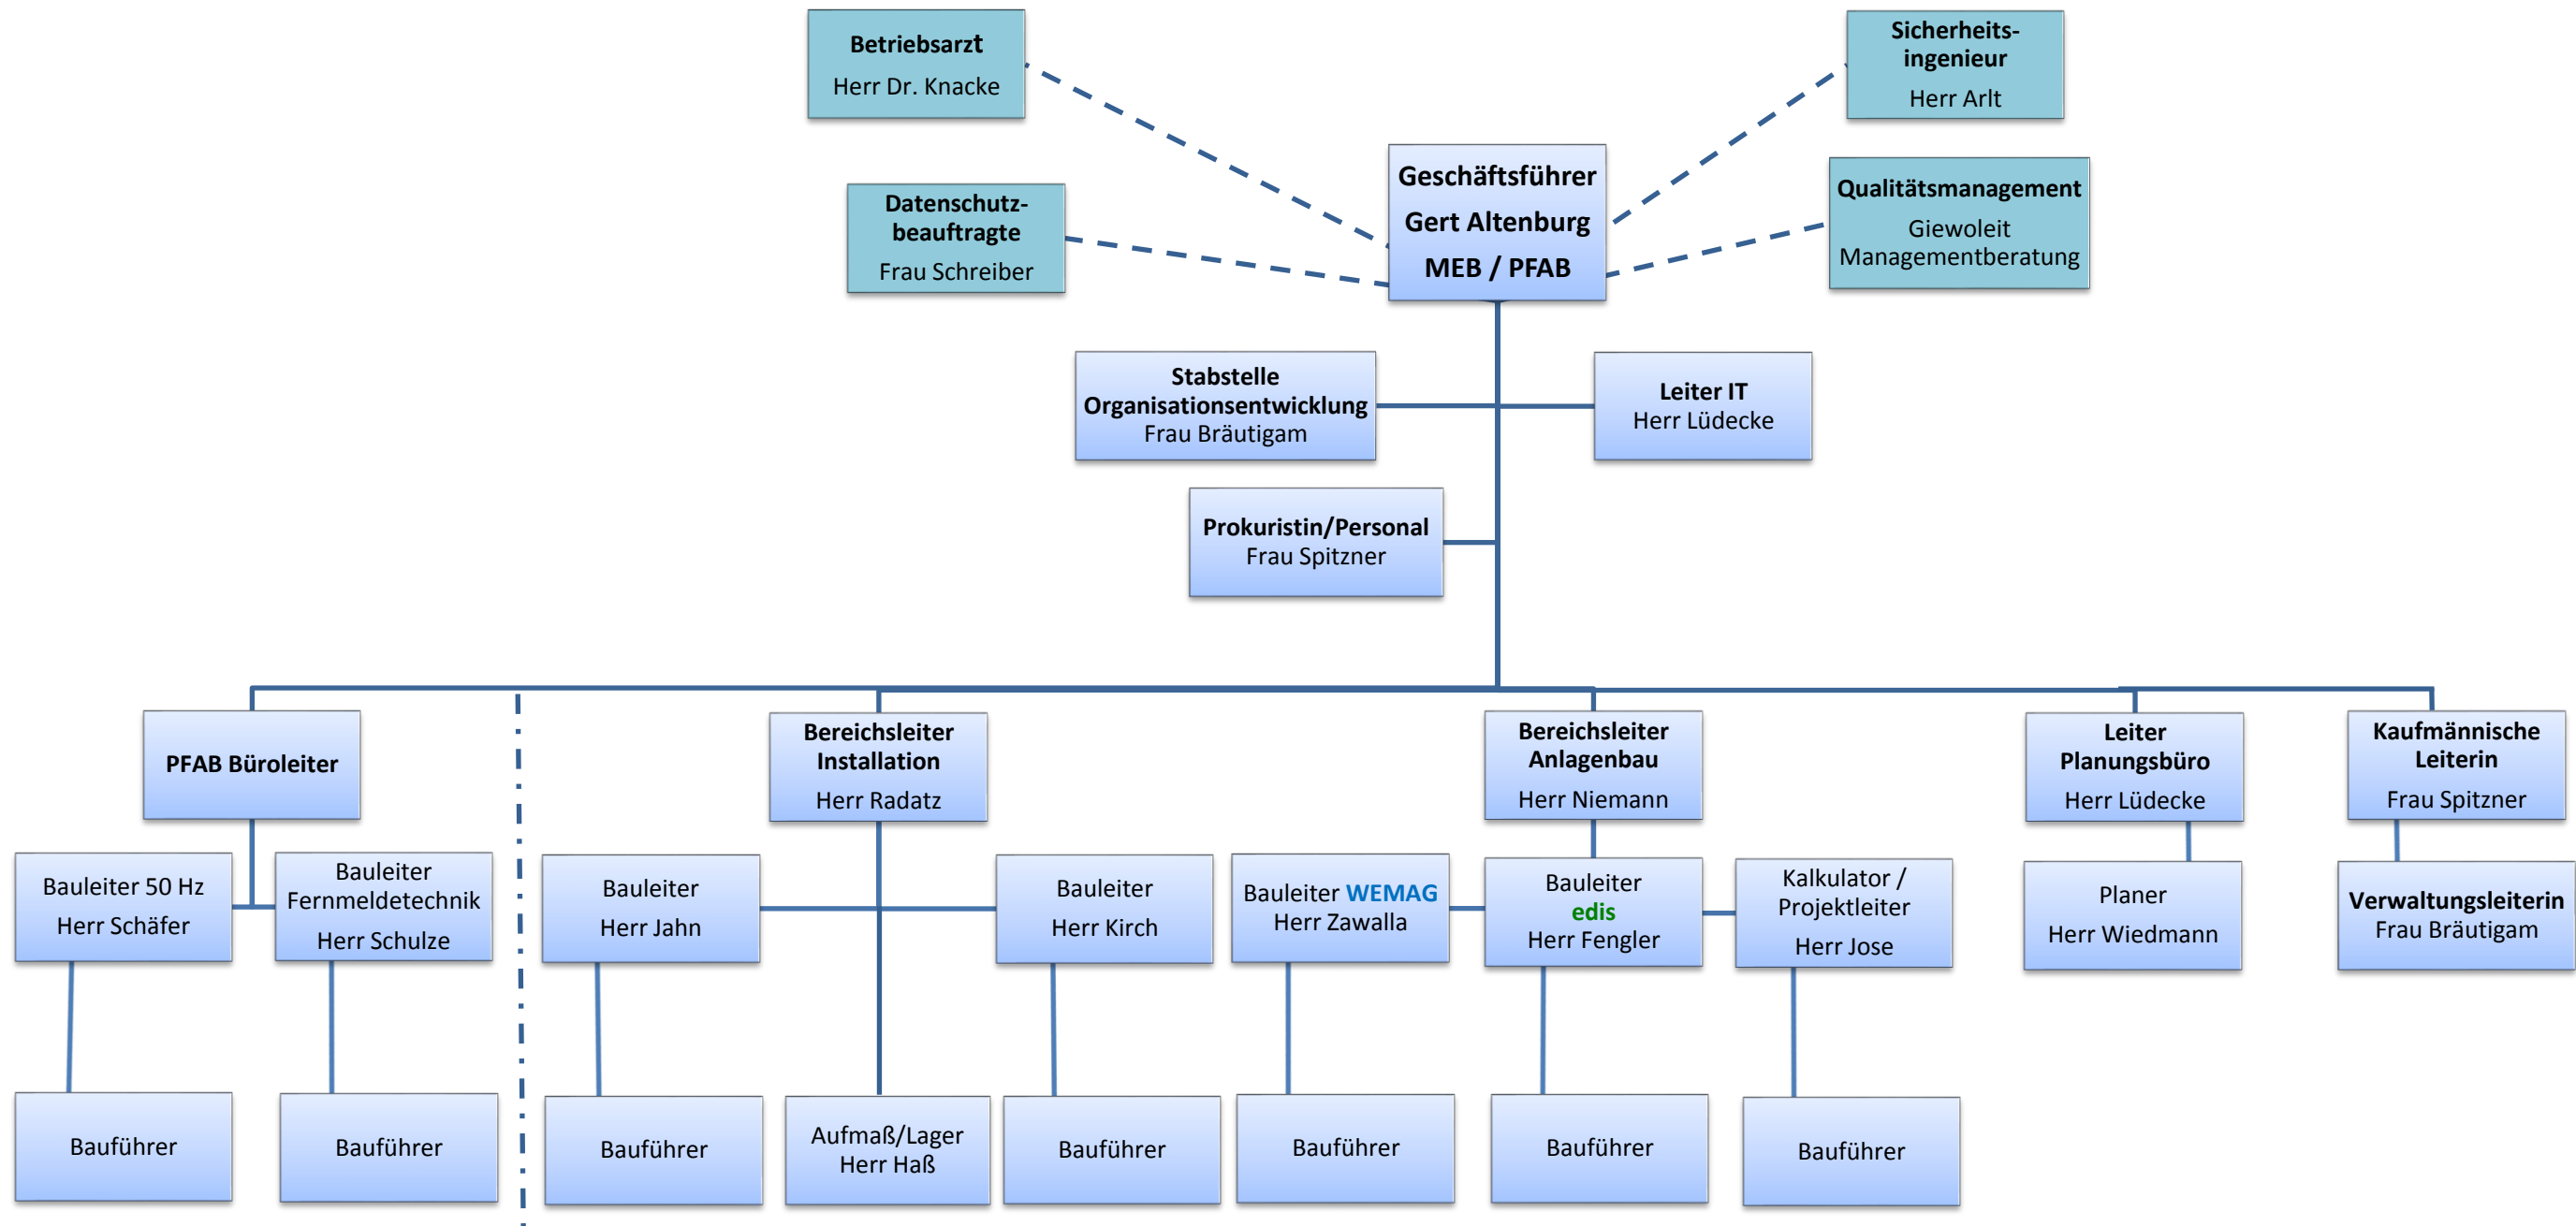 Betriebsarzt
Herr Dr. Knacke
Sicherheits-
ingenieur
Herr Arlt
Datenschutz-
beauftragte
Frau Schreiber
Geschäftsführer
Gert Altenburg
MEB / PFAB
Qualitätsmanagement
Giewoleit
Managementberatung
Stabstelle
Organisationsentwicklung
Frau Bräutigam
Leiter IT
Herr Lüdecke
Prokuristin/Personal
Frau Spitzner
PFAB Büroleiter
Bereichsleiter
Installation
Herr Radatz
Bereichsleiter
Anlagenbau
Herr Niemann
Leiter
Planungsbüro
Herr Lüdecke
Kaufmännische
Leiterin
Frau Spitzner
Bauleiter 50 Hz
Herr Schäfer
Bauleiter
Fernmeldetechnik
Herr Schulze
Bauleiter
Herr Jahn
Bauleiter
Herr Kirch
Bauleiter WEMAG
Herr Zawalla
Bauleiter
edis
Herr Fengler
Kalkulator /
Projektleiter
Herr Jose
Planer
Herr Wiedmann
Verwaltungsleiterin
Frau Bräutigam
Bauführer
Bauführer
Bauführer
Aufmaß/Lager
Herr Haß
Bauführer
Bauführer
Bauführer
Bauführer